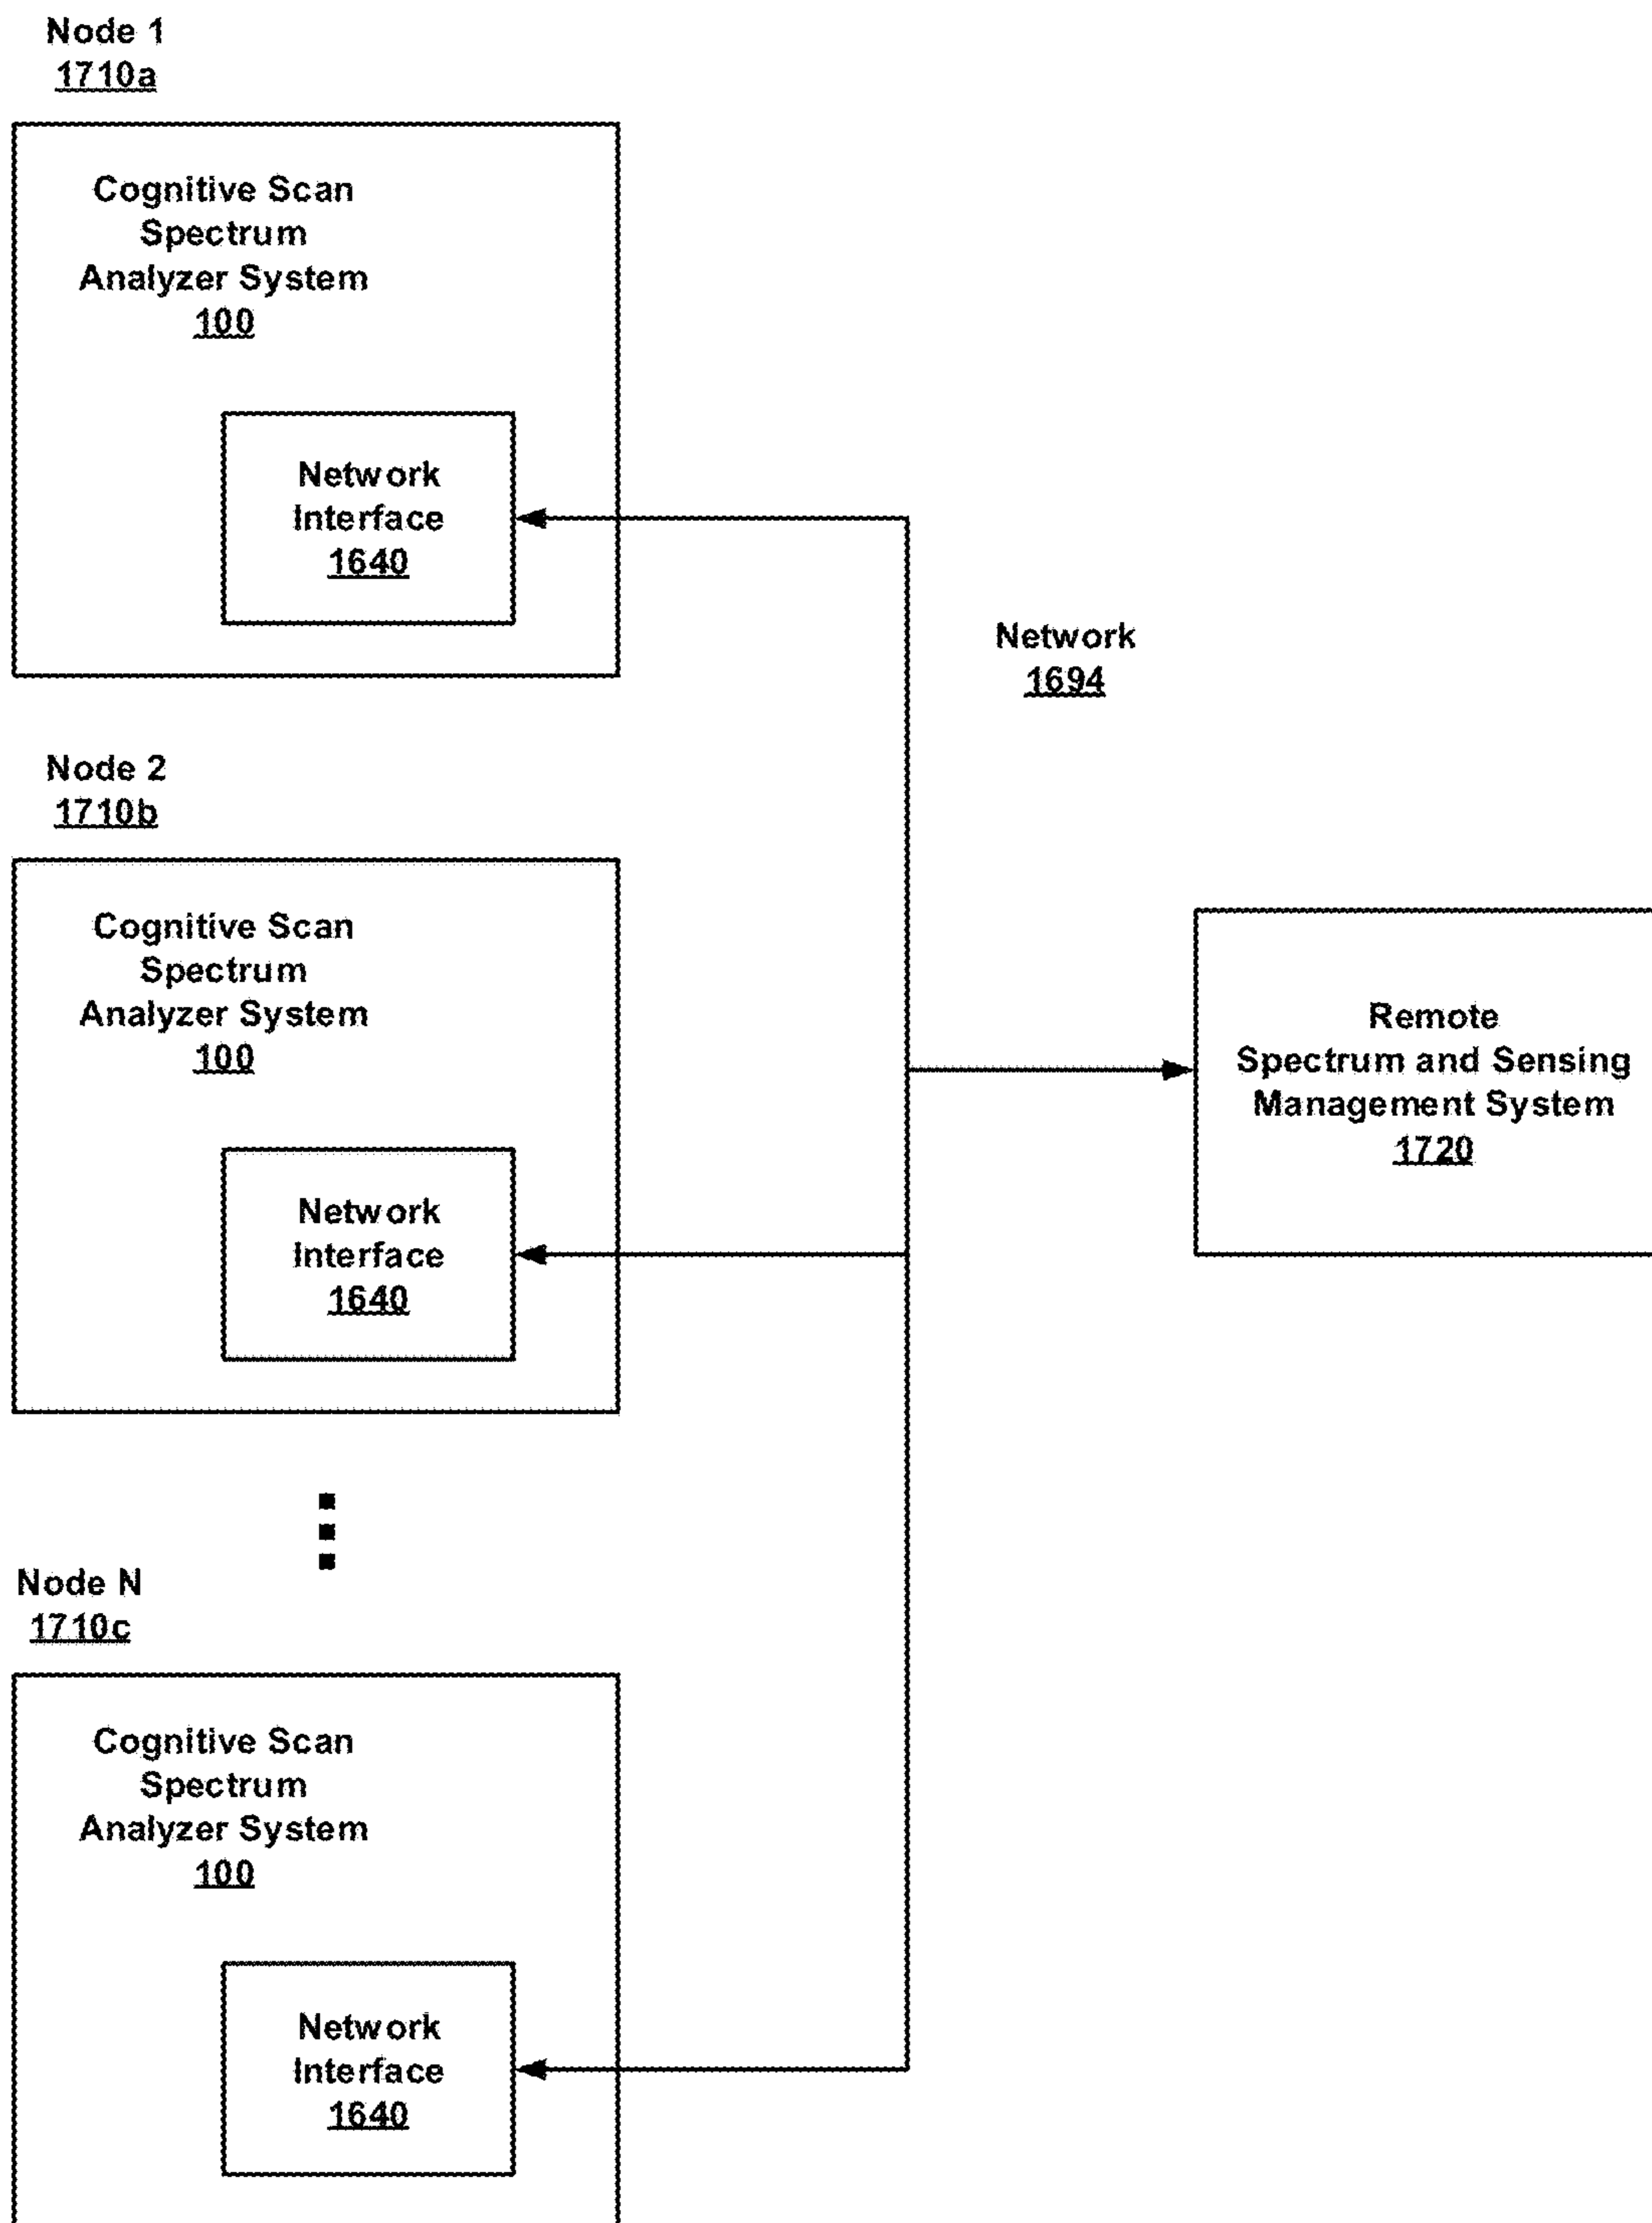 Node 1
1710a
Cognitive Scan
Spectrum
Analyzer System
100
Network
Interface
1640
Network
1694
Node 2
1710b
Cognitive Scan
Spectrum
Analyzer System
100
Network
Interface
1640
Remote
Spectrum and Sensing
Management System
1720
Node N
1710c
Cognitive Scan
Spectrum
Analyzer System
100
Network
Interface
1640